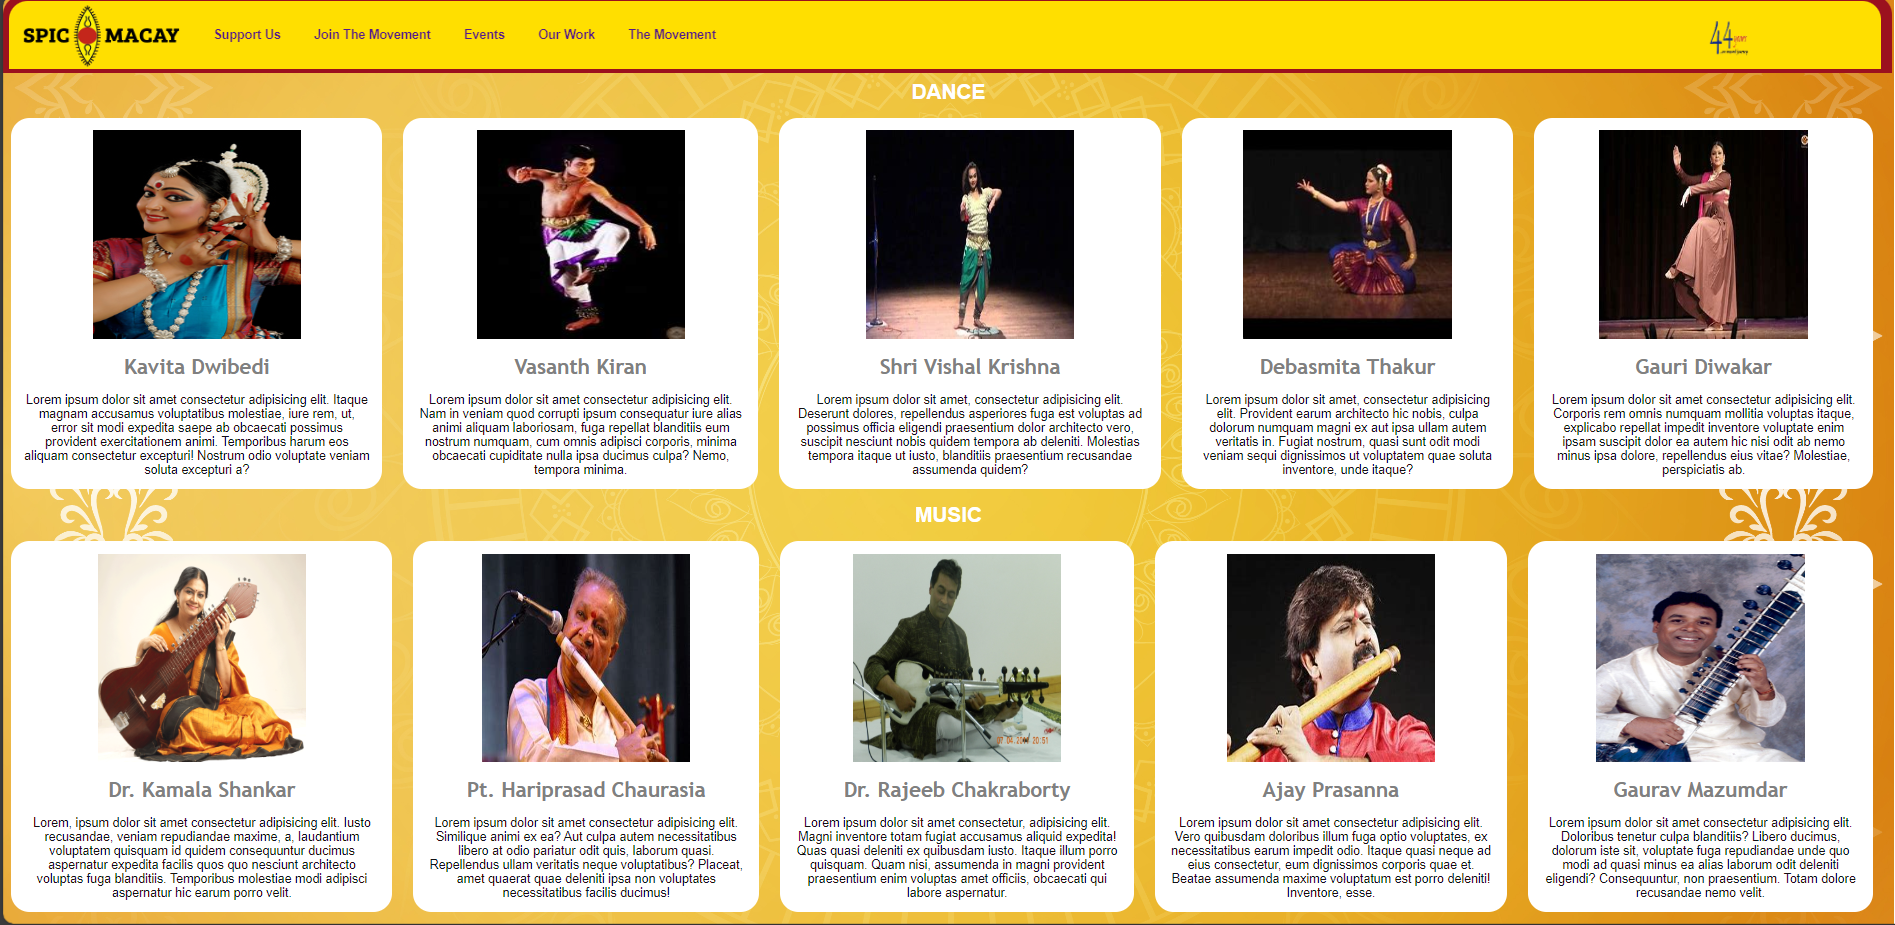 SPIC MACAY
Support Us
Join The Movement
Events
Our Work
The Movement
44
DANCE
Kavita Dwibedi
Lorem ipsum dolor sit amet consectetur adipisicing elit. Itaque
magnam accusamus voluptatibus molestiae, iure rem, ut,
error sit modi expedita saepe ab obcaecati possimus
provident exercitationem animi. Temporibus harum eos
aliquam consectetur excepturi! Nostrum odio voluptate veniam
soluta excepturi a?
Vasanth Kiran
Lorem ipsum dolor sit amet consectetur adipisicing elit.
Nam in veniam quod corrupti ipsum consequatur iure alias
animi aliquam laboriosam, fuga repellat blanditiis eum
nostrum numquam, cum omnis adipisci corporis, minima
obcaecati cupiditate nulla ipsa ducimus culpa? Nemo,
tempora minima.
Shri Vishal Krishna
Lorem ipsum dolor sit amet, consectetur adipisicing elit.
Deserunt dolores, repellendus asperiores fuga est voluptas ad
possimus officia eligendi praesentium dolor architecto vero,
suscipit nesciunt nobis quidem tempora ab deleniti. Molestias
tempora itaque ut iusto, blanditiis praesentium recusandae
assumenda quidem?
Debasmita Thakur
Lorem ipsum dolor sit amet, consectetur adipisicing
elit. Provident earum architecto hic nobis, culpa
dolorum numquam magni ex aut ipsa ullam autem
veritatis in. Fugiat nostrum, quasi sunt odit modi
veniam sequi dignissimos ut voluptatem quae soluta
inventore, unde itaque?
Gauri Diwakar
Lorem ipsum dolor sit amet consectetur adipisicing elit.
Corporis rem omnis numquam mollitia voluptas itaque,
explicabo repellat impedit inventore voluptate enim
ipsam suscipit dolor ea autem hic nisi odit ab nemo
minus ipsa dolore, repellendus eius vitae? Molestiae,
perspiciatis ab.
MUSIC
07.04.20 20:51
Dr. Kamala Shankar
Lorem, ipsum dolor sit amet consectetur adipisicing elit. Iusto
recusandae, veniam repudiandae maxime, a, laudantium
voluptatem quisquam id quidem consequuntur ducimus
aspernatur expedita facilis quos quo nesciunt architecto
voluptas fuga blanditiis. Temporibus molestiae modi adipisci
aspernatur hic earum porro velit.
Pt. Hariprasad Chaurasia
Lorem ipsum dolor sit amet consectetur adipisicing elit.
Similique animi ex ea? Aut culpa autem necessitatibus
libero at odio pariatur odit quis, laborum quasi.
Repellendus ullam veritatis neque voluptatibus? Placeat,
amet quaerat quae deleniti ipsa non voluptates
necessitatibus facilis ducimus!
Dr. Rajeeb Chakraborty
Lorem ipsum dolor sit amet consectetur, adipisicing elit.
Magni inventore totam fugiat accusamus aliquid expedita!
Quas quasi deleniti ex quibusdam iusto. Itaque illum porro
quisquam. Quam nisi, assumenda in magni provident
praesentium enim voluptas amet officiis, obcaecati qui
labore aspernatur.
Ajay Prasanna
Lorem ipsum dolor sit amet consectetur adipisicing elit.
Vero quibusdam doloribus illum fuga optio voluptates, ex
necessitatibus earum impedit odio. Itaque quasi neque ad
eius consectetur, eum dignissimos corporis quae et.
Beatae assumenda maxime voluptatum est porro deleniti!
Inventore, esse.
Gaurav Mazumdar
Lorem ipsum dolor sit amet consectetur adipisicing elit.
Doloribus tenetur culpa blanditiis? Libero ducimus,
dolorum iste sit, voluptate fuga repudiandae unde quo
modi ad quasi minus ea alias laborum odit deleniti
eligendi? Consequuntur, non praesentium. Totam dolore
recusandae nemo velit.